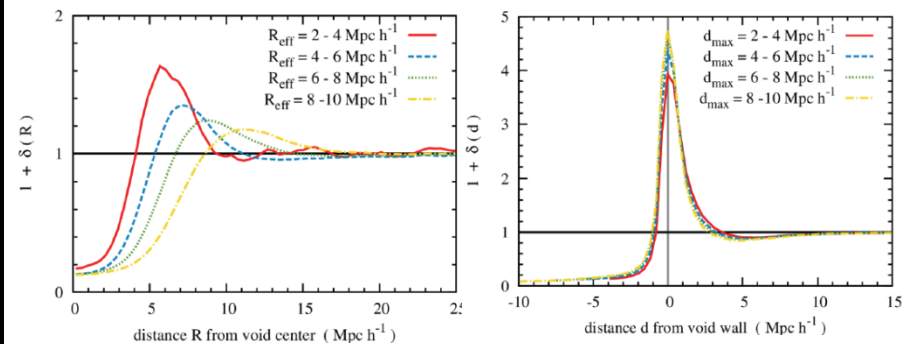 2
1
0
1 + δ ( R )
R_eff = 2 - 4 Mpc h⁻¹
R_eff = 4 - 6 Mpc h⁻¹
R_eff = 6 - 8 Mpc h⁻¹
R_eff = 8 -10 Mpc h⁻¹
0 5 10 15 20 25
distance R from void center ( Mpc h⁻¹ )
5
4
3
2
1
0
1 + δ ( d )
d_max = 2 - 4 Mpc h⁻¹
d_max = 4 - 6 Mpc h⁻¹
d_max = 6 - 8 Mpc h⁻¹
d_max = 8 -10 Mpc h⁻¹
-10 -5 0 5 10 15
distance d from void wall ( Mpc h⁻¹ )